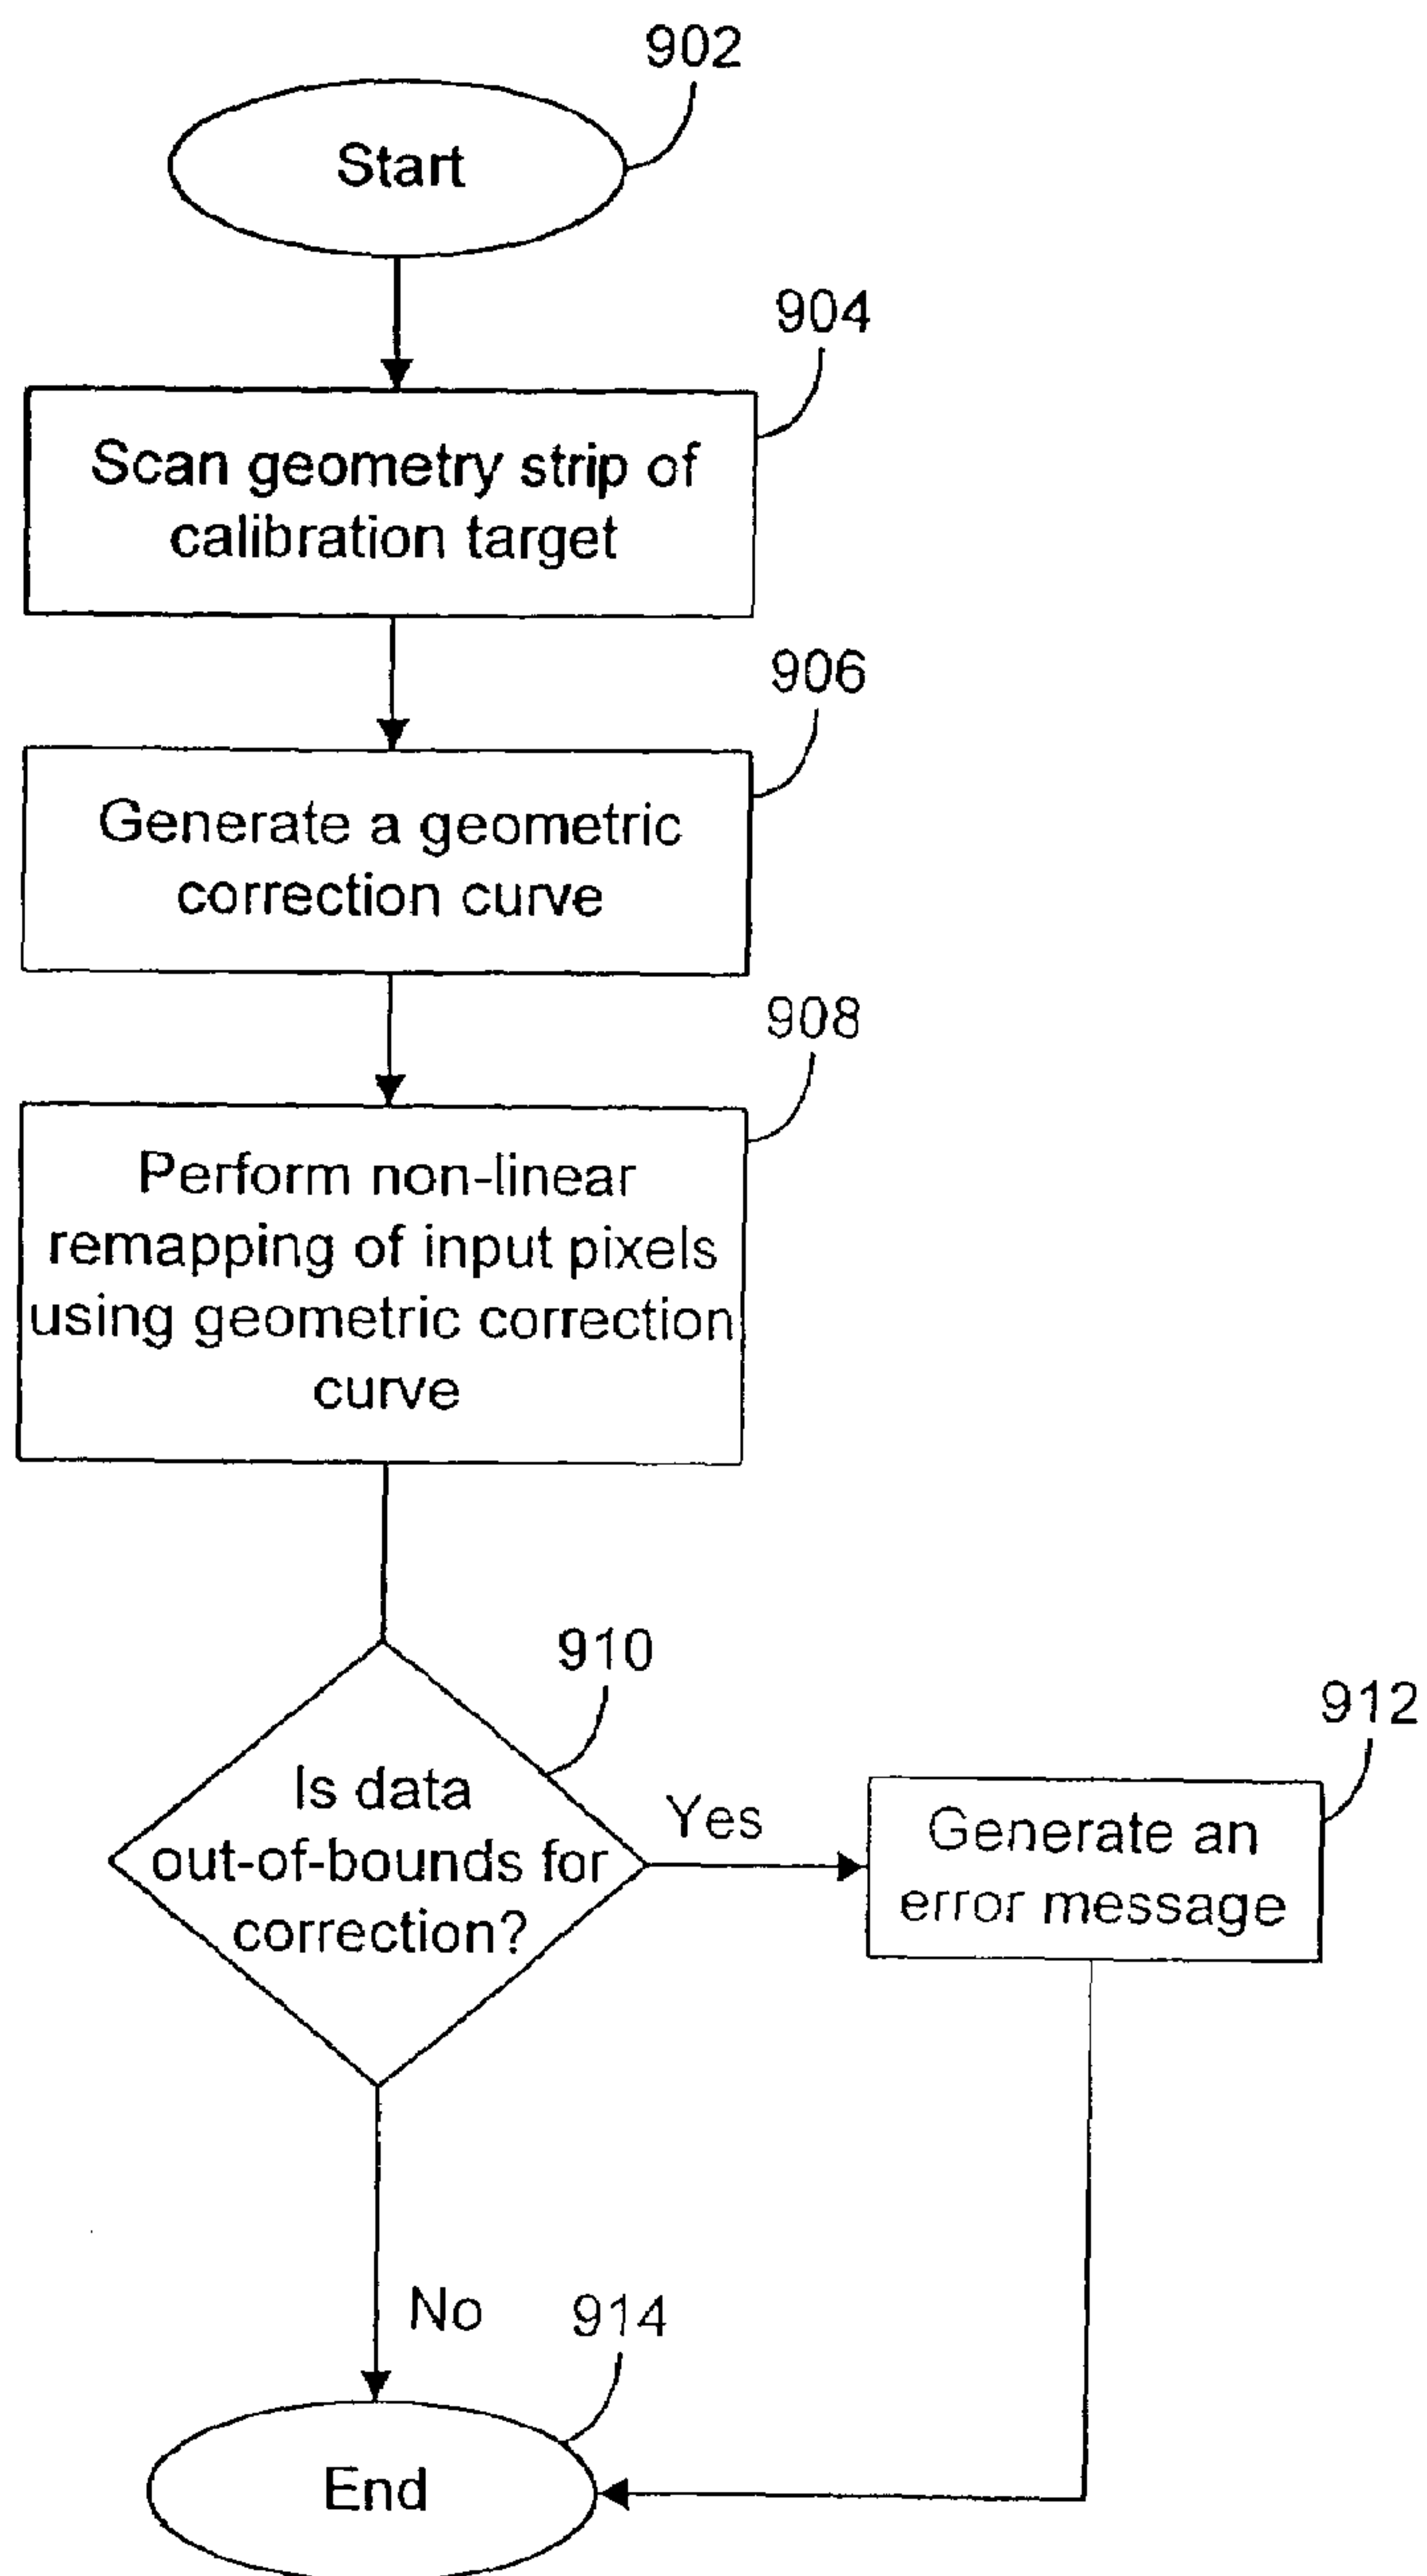 902
Start
904
Scan geometry strip of
calibration target
906
Generate a geometric
correction curve
908
Perform non-linear
remapping of input pixels
using geometric correction
curve
910
Is data
out-of-bounds for
correction?
Yes
912
Generate an
error message
No
914
End